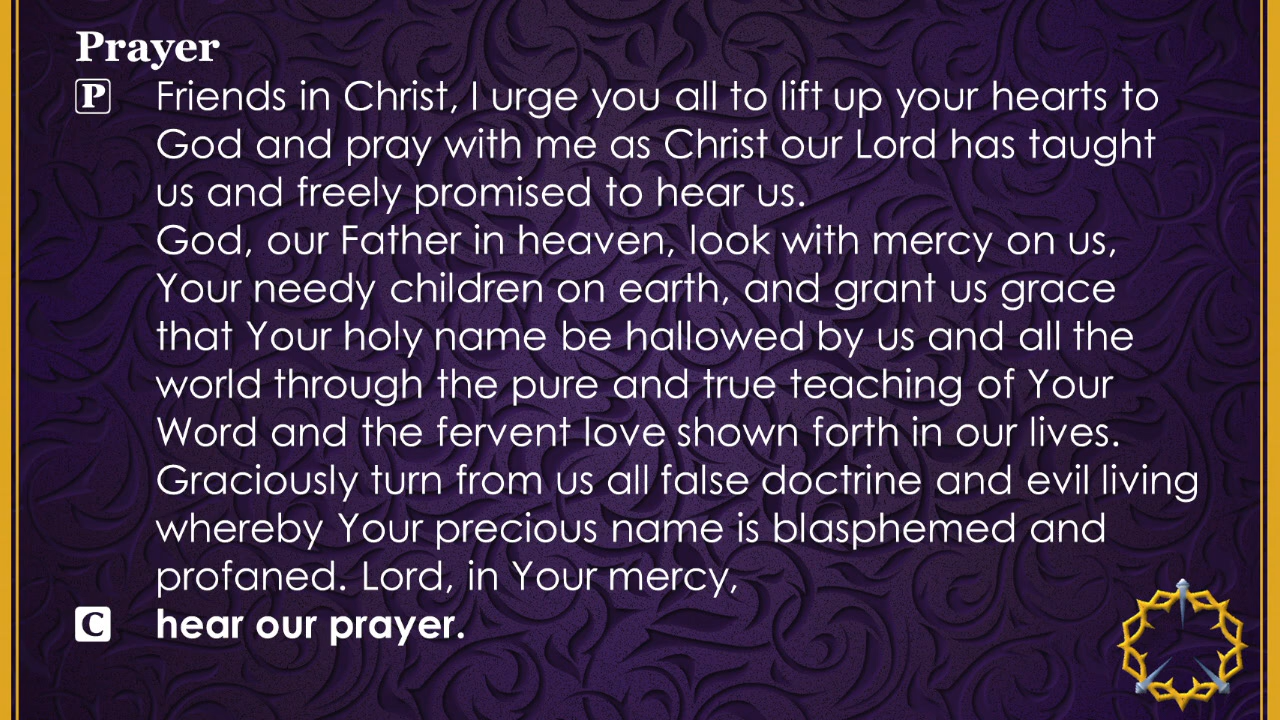 Prayer
P Friends in Christ, I urge you all to lift up your hearts to
God and pray with me as Christ our Lord has taught
us and freely promised to hear us.
God, our Father in heaven, look with mercy on us,
Your needy children on earth, and grant us grace
that Your holy name be hallowed by us and all the
world through the pure and true teaching of Your
Word and the fervent love shown forth in our lives.
Graciously turn from us all false doctrine and evil living
whereby Your precious name is blasphemed and
profaned. Lord, in Your mercy,
C hear our prayer.